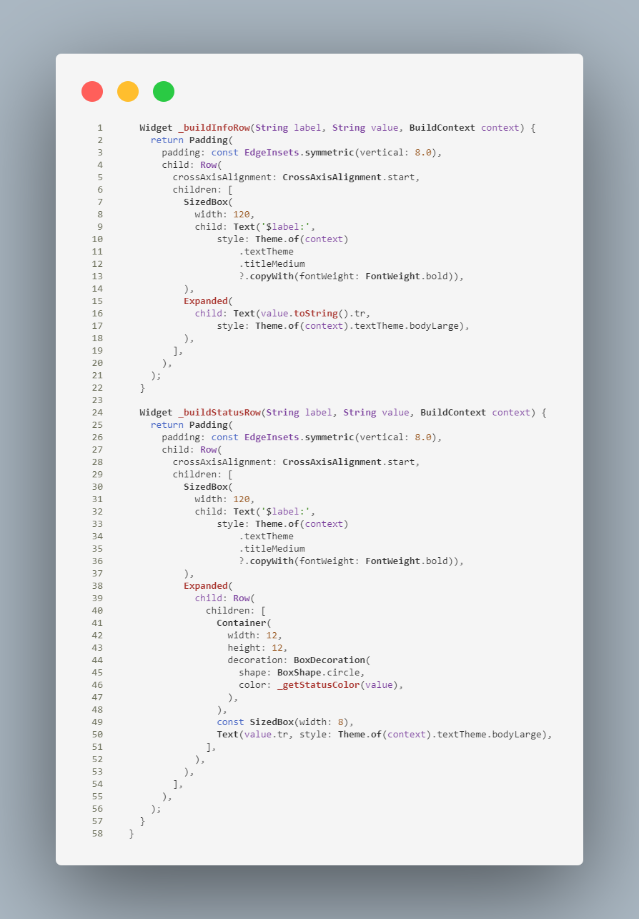 1 Widget _buildInfoRow(String label, String value, BuildContext context) {
2 return Padding(
3 padding: const EdgeInsets.symmetric(vertical: 8.0),
4 child: Row(
5 crossAxisAlignment: CrossAxisAlignment.start,
6 children: [
7 SizedBox(
8 width: 120,
9 child: Text('$label:',
10 style: Theme.of(context)
11 .textTheme
12 .titleMedium
13 ?.copyWith(fontWeight: FontWeight.bold)),
14 ),
15 Expanded(
16 child: Text(value.toString().tr,
17 style: Theme.of(context).textTheme.bodyLarge),
18 ),
19 ],
20 ),
21 );
22 }
23
24 Widget _buildStatusRow(String label, String value, BuildContext context) {
25 return Padding(
26 padding: const EdgeInsets.symmetric(vertical: 8.0),
27 child: Row(
28 crossAxisAlignment: CrossAxisAlignment.start,
29 children: [
30 SizedBox(
31 width: 120,
32 child: Text('$label:',
33 style: Theme.of(context)
34 .textTheme
35 .titleMedium
36 ?.copyWith(fontWeight: FontWeight.bold)),
37 ),
38 Expanded(
39 child: Row(
40 children: [
41 Container(
42 width: 12,
43 height: 12,
44 decoration: BoxDecoration(
45 shape: BoxShape.circle,
46 color: _getStatusColor(value),
47 ),
48 ),
49 const SizedBox(width: 8),
50 Text(value.tr, style: Theme.of(context).textTheme.bodyLarge),
51 ],
52 ),
53 ),
54 ],
55 ),
56 );
57 }
58 }